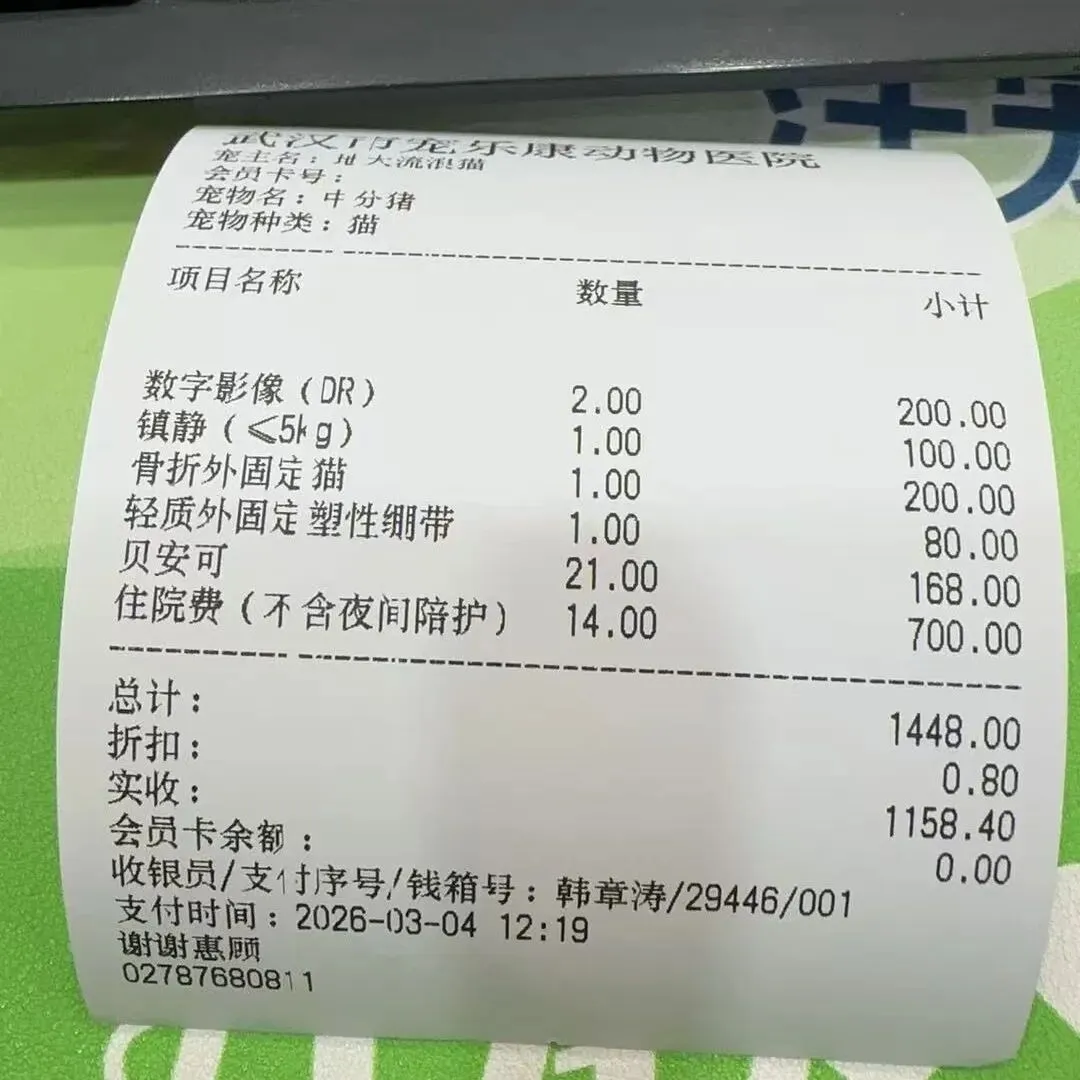 武汉市宠乐康动物医院
宠主名：地大流浪猫
会员卡号：
宠物名：中分猪
宠物种类：猫
项目名称 数量 小计
数字影像（DR） 2.00 200.00
镇静（≤5kg） 1.00 100.00
骨折外固定猫 1.00 200.00
轻质外固定塑性绷带 1.00 80.00
贝安可 21.00 168.00
住院费（不含夜间陪护） 14.00 700.00
总计： 1448.00
折扣： 0.80
实收： 1158.40
会员卡余额： 0.00
收银员/支付序号/钱箱号：韩章涛/29446/001
支付时间：2026-03-04 12:19
谢谢惠顾
02787680811